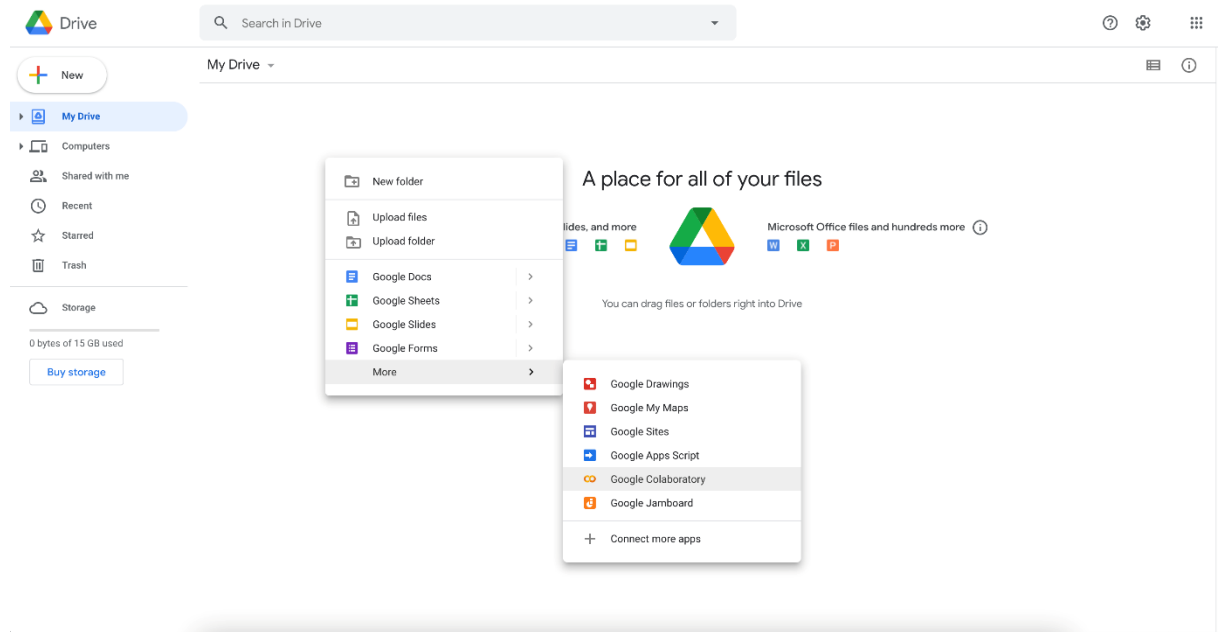 Drive
Search in Drive
New
My Drive
My Drive
Computers
Shared with me
Recent
Starred
Trash
Storage
0 bytes of 15 GB used
Buy storage
New folder
Upload files
Upload folder
Google Docs
Google Sheets
Google Slides
Google Forms
More
Google Drawings
Google My Maps
Google Sites
Google Apps Script
Google Colaboratory
Google Jamboard
Connect more apps
A place for all of your files
lides, and more
Microsoft Office files and hundreds more
W X P
You can drag files or folders right into Drive